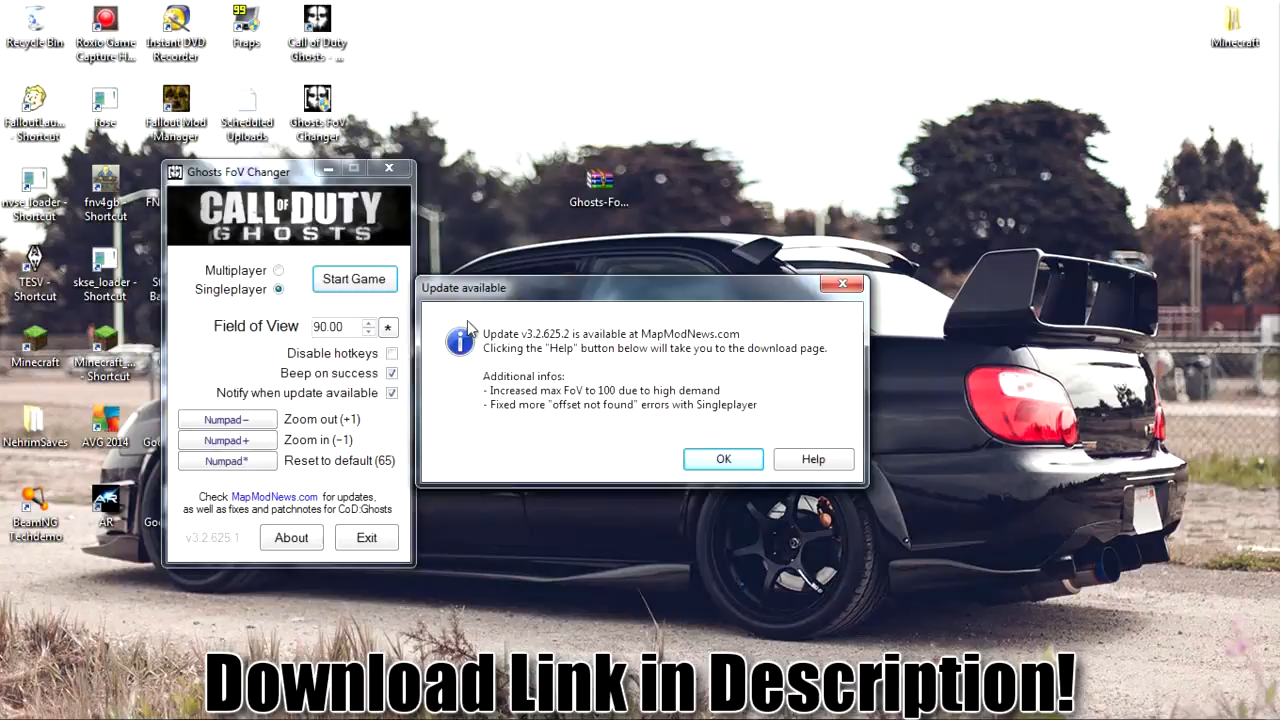 Recycle Bin
Roxio Game
Capture H...
Instant DVD
Recorder
99
Fraps
Call of Duty
Ghosts - ...
Minecraft
FalloutLau...
- Shortcut
fose
Fallout Mod
Manager
Scheduled
Uploads
Ghosts FoV
Changer
nvse_loader -
Shortcut
fnv4gb -
Shortcut
FN
Ghosts-Fo...
TESV -
Shortcut
skse_loader -
Shortcut
St
Ba
Minecraft
Minecraft_...
- Shortcut
NehrimSaves
AVG 2014
Goo
BeamNG
Techdemo
AR
Goo
Ghosts FoV Changer
CALL OF DUTY
GHOSTS
Multiplayer
Singleplayer
Start Game
Field of View
90.00
*
Disable hotkeys
Beep on success
Notify when update available
Numpad- Zoom out (+1)
Numpad+ Zoom in (-1)
Numpad* Reset to default (65)
Check MapModNews.com for updates,
as well as fixes and patchnotes for CoD:Ghosts
v3.2.625.1
About
Exit
Update available
Update v3.2.625.2 is available at MapModNews.com
Clicking the "Help" button below will take you to the download page.
Additional infos:
- Increased max FoV to 100 due to high demand
- Fixed more "offset not found" errors with Singleplayer
OK
Help
Download Link in Description!